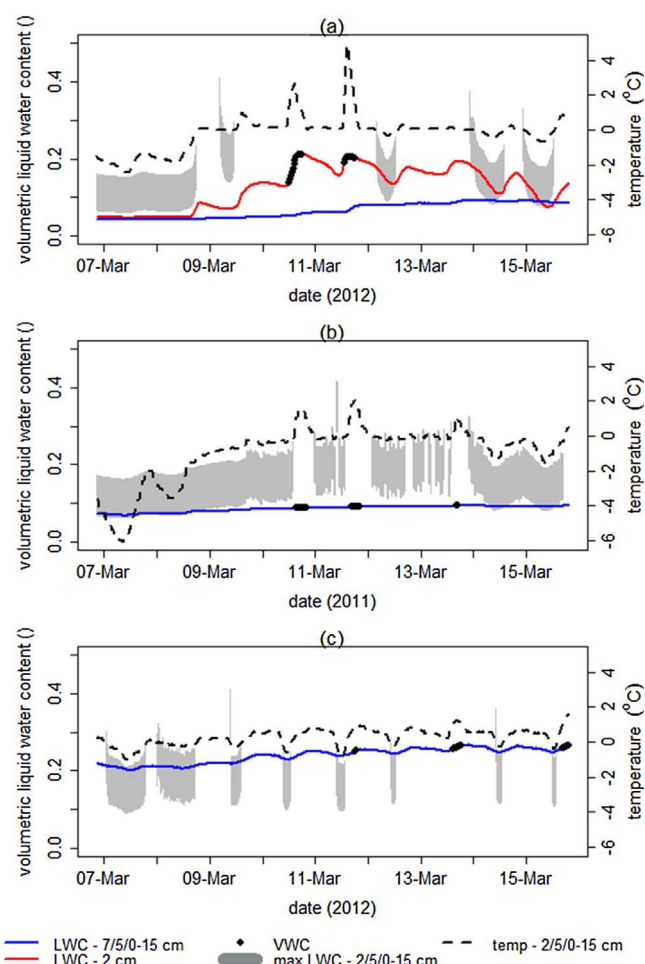 (a)
volumetric liquid water content ()
0.0 0.2 0.4
-6 -4 -2 0 2 4
temperature (°C)
07-Mar 09-Mar 11-Mar 13-Mar 15-Mar
date (2012)
(b)
volumetric liquid water content ()
0.0 0.2 0.4
-6 -4 -2 0 2 4
temperature (°C)
07-Mar 09-Mar 11-Mar 13-Mar 15-Mar
date (2011)
(c)
volumetric liquid water content ()
0.0 0.2 0.4
-6 -4 -2 0 2 4
temperature (°C)
07-Mar 09-Mar 11-Mar 13-Mar 15-Mar
date (2012)
LWC - 7/5/0-15 cm VWC temp - 2/5/0-15 cm
LWC - 2 cm max LWC - 2/5/0-15 cm